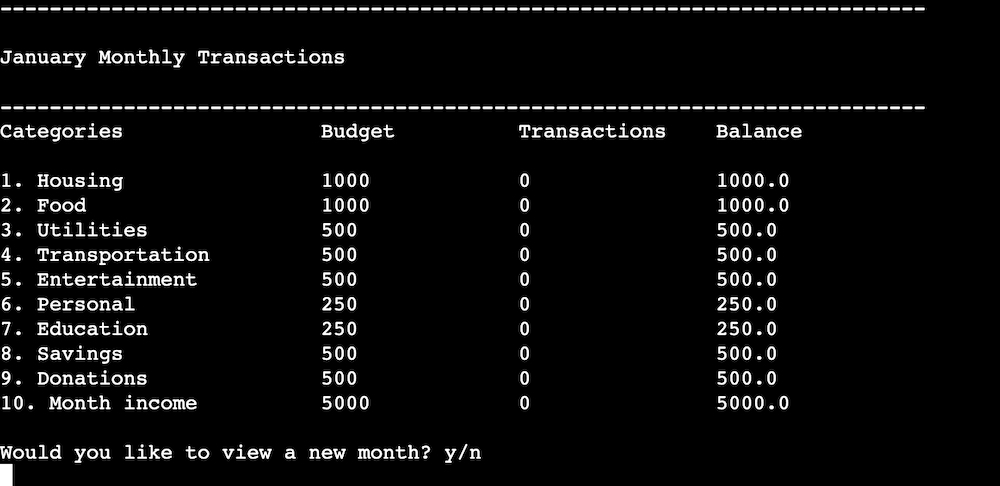 --------------------------------------------------------------------------
January Monthly Transactions
--------------------------------------------------------------------------
Categories Budget Transactions Balance
1. Housing 1000 0 1000.0
2. Food 1000 0 1000.0
3. Utilities 500 0 500.0
4. Transportation 500 0 500.0
5. Entertainment 500 0 500.0
6. Personal 250 0 250.0
7. Education 250 0 250.0
8. Savings 500 0 500.0
9. Donations 500 0 500.0
10. Month income 5000 0 5000.0
Would you like to view a new month? y/n